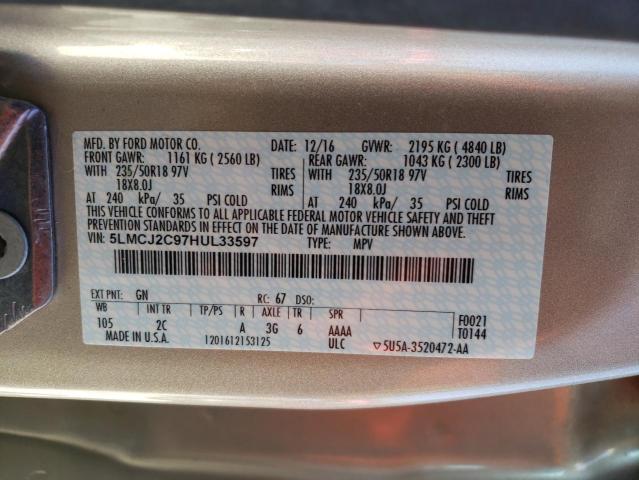 MFD. BY FORD MOTOR CO. DATE: 12/16 GVWR: 2195 KG ( 4840 LB)
FRONT GAWR: 1161 KG ( 2560 LB) REAR GAWR: 1043 KG ( 2300 LB)
WITH 235/50R18 97V TIRES WITH 235/50R18 97V TIRES
18X8.0J RIMS 18X8.0J RIMS
AT 240 kPa/ 35 PSI COLD AT 240 kPa/ 35 PSI COLD
THIS VEHICLE CONFORMS TO ALL APPLICABLE FEDERAL MOTOR VEHICLE SAFETY AND THEFT
PREVENTION STANDARDS IN EFFECT ON THE DATE OF MANUFACTURE SHOWN ABOVE.
VIN: 5LMCJ2C97HUL33597 TYPE: MPV
EXT PNT: GN RC: 67 DSO:
WB INT TR TP/PS R AXLE TR SPR F0021
105 2C A 3G 6 AAAA T0144
MADE IN U.S.A. 1201612153125 ULC ▽5U5A-3520472-AA